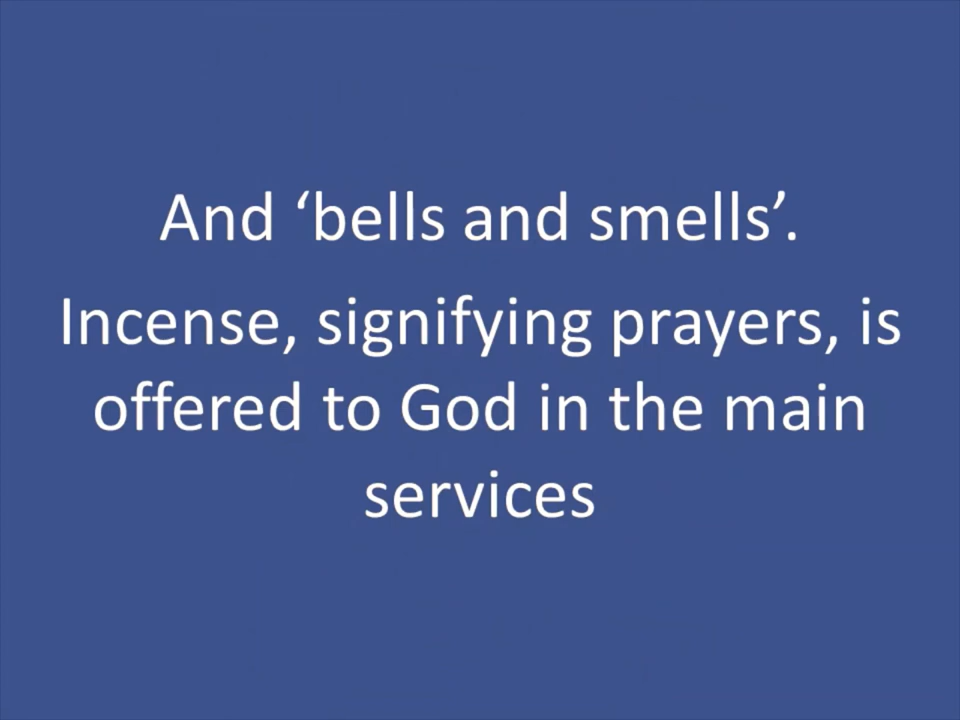 And ‘bells and smells’.
Incense, signifying prayers, is
offered to God in the main
services